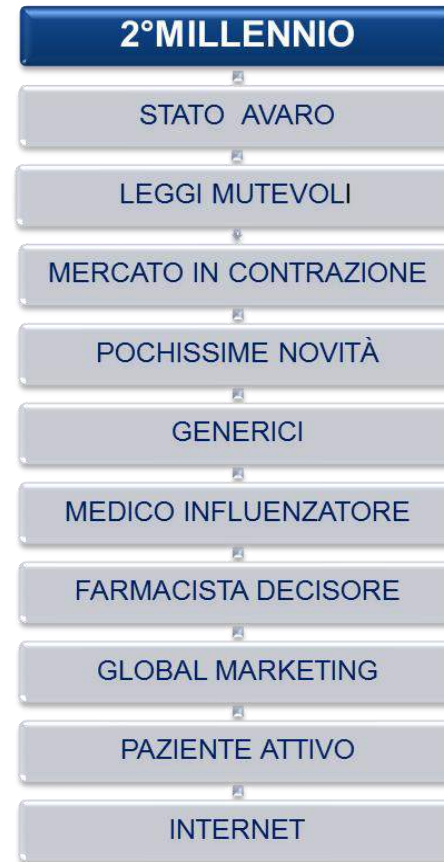 2°MILLENNIO
STATO AVARO
LEGGI MUTEVOLI
MERCATO IN CONTRAZIONE
POCHISSIME NOVITÀ
GENERICI
MEDICO INFLUENZATORE
FARMACISTA DECISORE
GLOBAL MARKETING
PAZIENTE ATTIVO
INTERNET